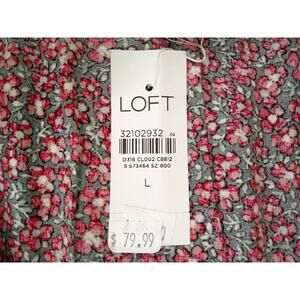 LOFT
32102932
D316 CL002 C8812
S 573464 SZ 800
L
$ 79.99